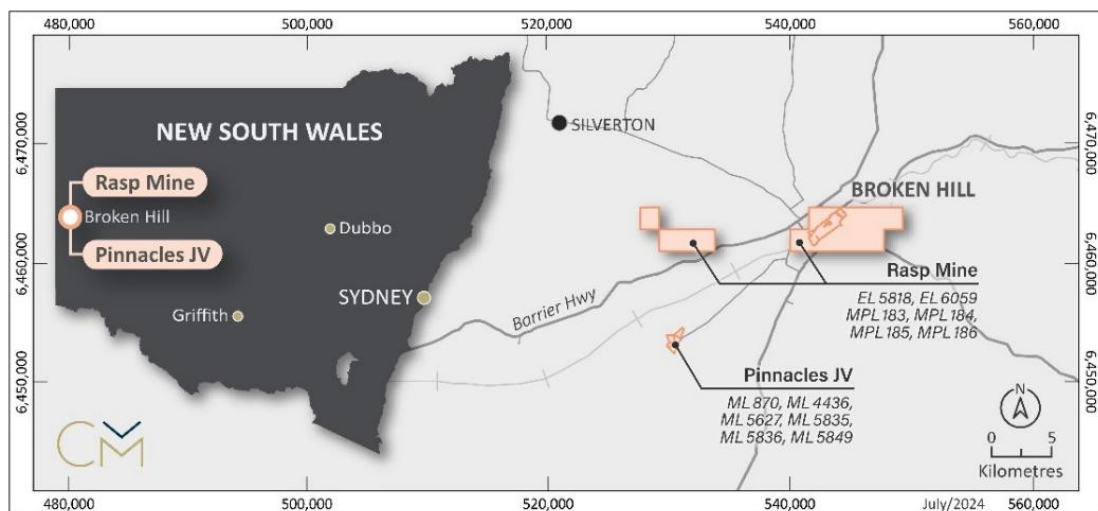 480,000
500,000
520,000
540,000
560,000
6,470,000
6,460,000
6,450,000
NEW SOUTH WALES
Rasp Mine
Broken Hill
Pinnacles JV
Dubbo
SYDNEY
Griffith
SILVERTON
BROKEN HILL
Rasp Mine
EL 5818, EL 6059
MPL 183, MPL 184,
MPL 185, MPL 186
Barrier Hwy
Pinnacles JV
ML 870, ML 4436,
ML 5627, ML 5835,
ML 5836, ML 5849
N
0 5
Kilometres
6,470,000
6,460,000
6,450,000
CM
480,000
500,000
520,000
540,000
July/2024
560,000